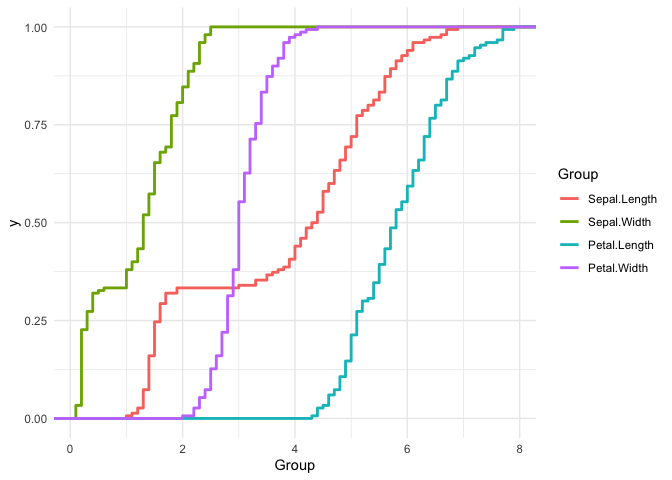 1.00
0.75
0.50
0.25
0.00
y
0
2
4
6
8
Group
Group
Sepal.Length
Sepal.Width
Petal.Length
Petal.Width